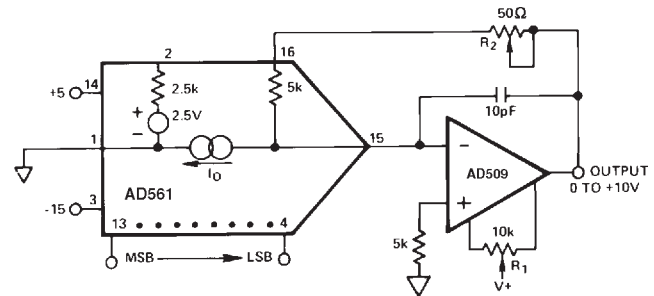 50Ω
R2
2
16
14
+5
2.5k
5k
+
2.5V
−
10pF
1
15
−
IO
AD561
AD509
OUTPUT
0 TO +10V
+
-15
3
13
4
5k
10k
MSB
LSB
R1
V+